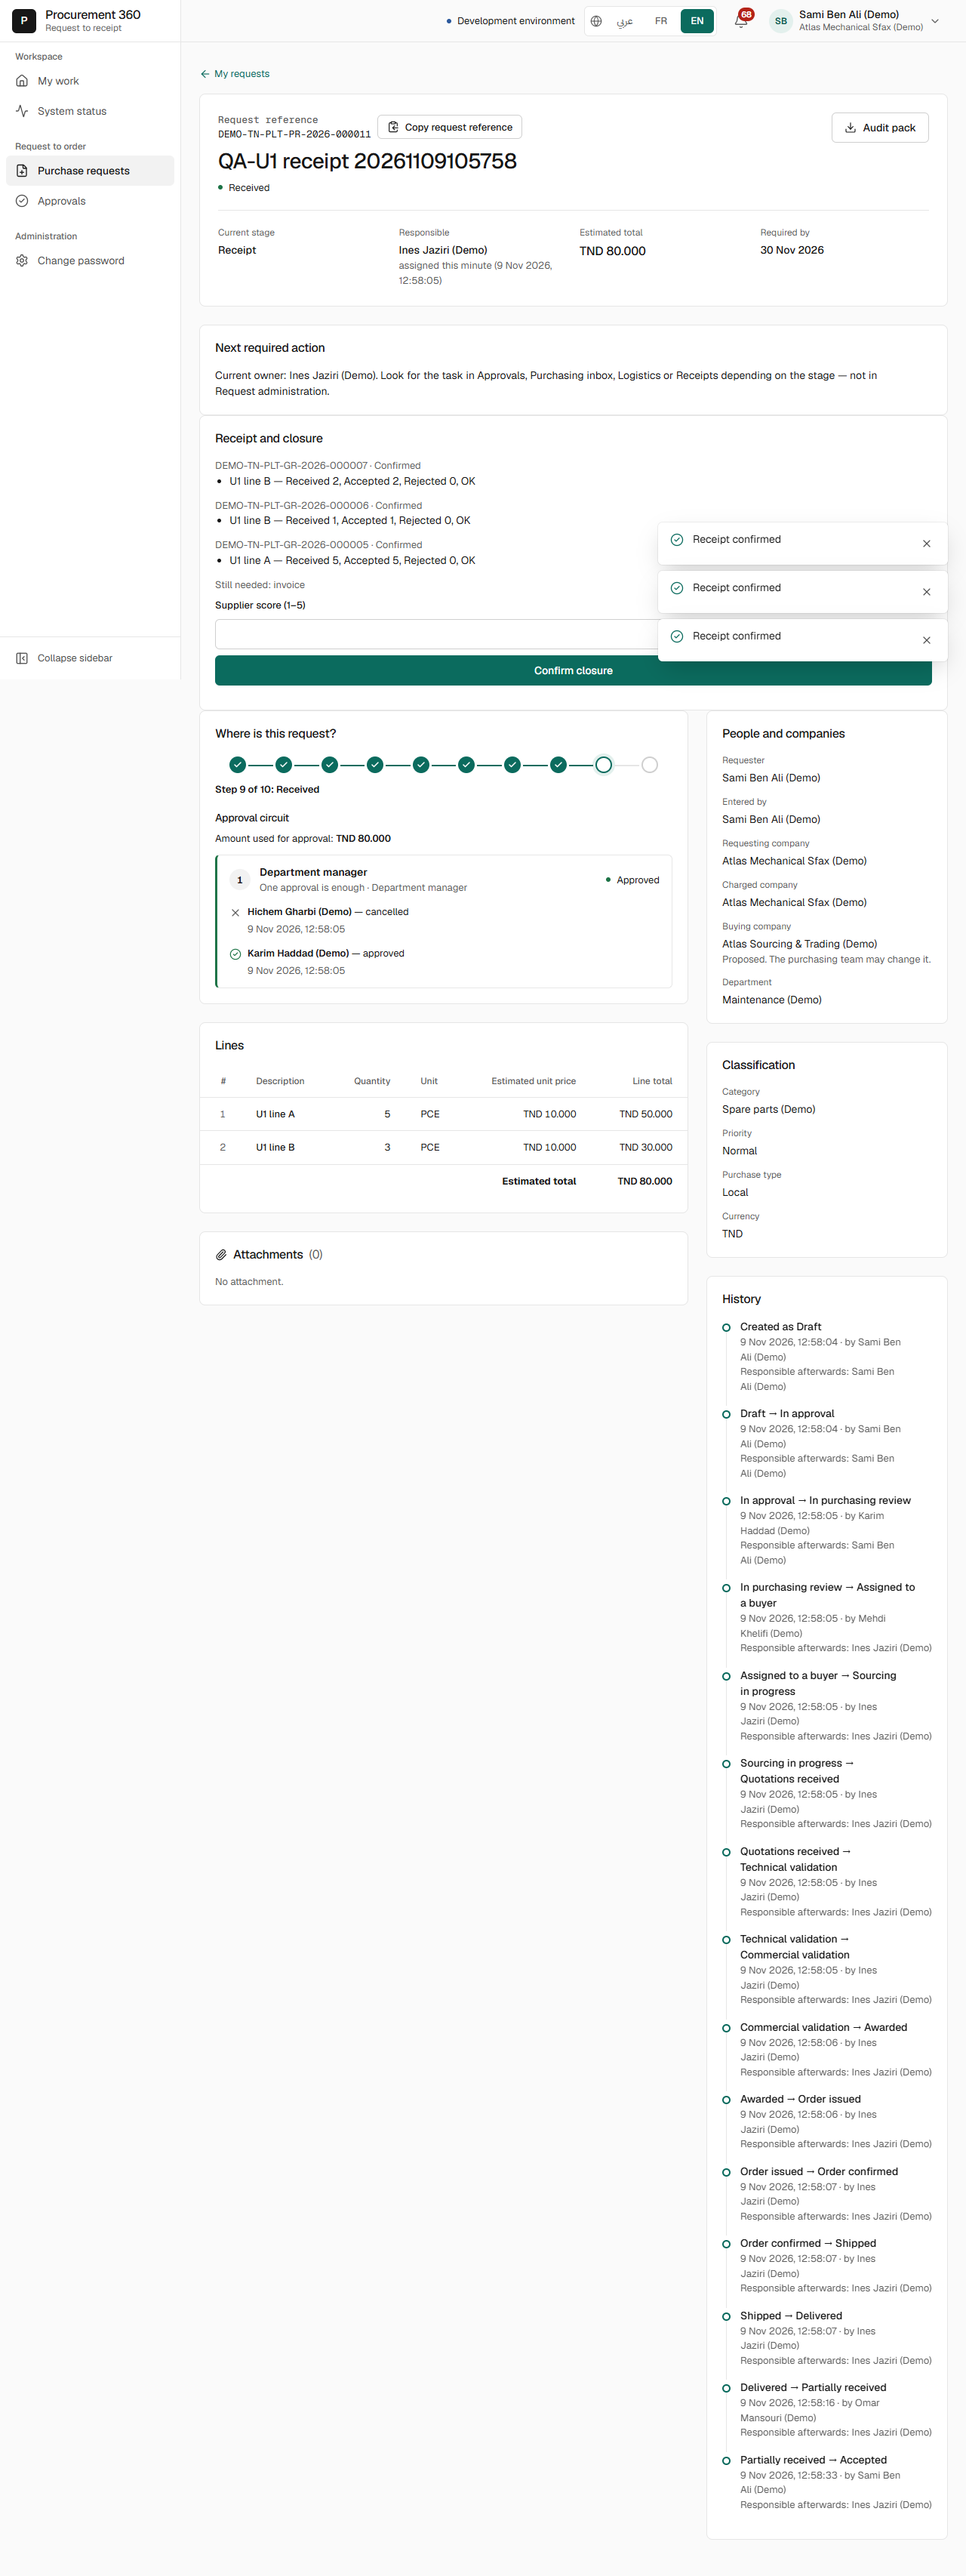 P
Procurement 360
Request to receipt
Development environment
عربي
FR
EN
68
SB
Sami Ben Ali (Demo)
Atlas Mechanical Sfax (Demo)
Workspace
My work
System status
Request to order
Purchase requests
Approvals
Administration
Change password
Collapse sidebar
My requests
Request reference
DEMO-TN-PLT-PR-2026-000011
Copy request reference
Audit pack
QA-U1 receipt 20261109105758
Received
Current stage
Receipt
Responsible
Ines Jaziri (Demo)
assigned this minute (9 Nov 2026,
12:58:05)
Estimated total
TND 80.000
Required by
30 Nov 2026
Next required action
Current owner: Ines Jaziri (Demo). Look for the task in Approvals, Purchasing inbox, Logistics or Receipts depending on the stage — not in
Request administration.
Receipt and closure
DEMO-TN-PLT-GR-2026-000007 · Confirmed
U1 line B — Received 2, Accepted 2, Rejected 0, OK
DEMO-TN-PLT-GR-2026-000006 · Confirmed
U1 line B — Received 1, Accepted 1, Rejected 0, OK
DEMO-TN-PLT-GR-2026-000005 · Confirmed
U1 line A — Received 5, Accepted 5, Rejected 0, OK
Still needed: invoice
Supplier score (1–5)
Confirm closure
Receipt confirmed
Receipt confirmed
Receipt confirmed
Where is this request?
Step 9 of 10: Received
Approval circuit
Amount used for approval: TND 80.000
1
Department manager
One approval is enough · Department manager
Approved
Hichem Gharbi (Demo) — cancelled
9 Nov 2026, 12:58:05
Karim Haddad (Demo) — approved
9 Nov 2026, 12:58:05
Lines
# Description Quantity Unit Estimated unit price Line total
1 U1 line A 5 PCE TND 10.000 TND 50.000
2 U1 line B 3 PCE TND 10.000 TND 30.000
Estimated total TND 80.000
Attachments (0)
No attachment.
People and companies
Requester
Sami Ben Ali (Demo)
Entered by
Sami Ben Ali (Demo)
Requesting company
Atlas Mechanical Sfax (Demo)
Charged company
Atlas Mechanical Sfax (Demo)
Buying company
Atlas Sourcing & Trading (Demo)
Proposed. The purchasing team may change it.
Department
Maintenance (Demo)
Classification
Category
Spare parts (Demo)
Priority
Normal
Purchase type
Local
Currency
TND
History
Created as Draft
9 Nov 2026, 12:58:04 · by Sami Ben
Ali (Demo)
Responsible afterwards: Sami Ben
Ali (Demo)
Draft → In approval
9 Nov 2026, 12:58:04 · by Sami Ben
Ali (Demo)
Responsible afterwards: Sami Ben
Ali (Demo)
In approval → In purchasing review
9 Nov 2026, 12:58:05 · by Karim
Haddad (Demo)
Responsible afterwards: Sami Ben
Ali (Demo)
In purchasing review → Assigned to
a buyer
9 Nov 2026, 12:58:05 · by Mehdi
Khelifi (Demo)
Responsible afterwards: Ines Jaziri (Demo)
Assigned to a buyer → Sourcing
in progress
9 Nov 2026, 12:58:05 · by Ines
Jaziri (Demo)
Responsible afterwards: Ines Jaziri (Demo)
Sourcing in progress →
Quotations received
9 Nov 2026, 12:58:05 · by Ines
Jaziri (Demo)
Responsible afterwards: Ines Jaziri (Demo)
Quotations received →
Technical validation
9 Nov 2026, 12:58:05 · by Ines
Jaziri (Demo)
Responsible afterwards: Ines Jaziri (Demo)
Technical validation →
Commercial validation
9 Nov 2026, 12:58:05 · by Ines
Jaziri (Demo)
Responsible afterwards: Ines Jaziri (Demo)
Commercial validation → Awarded
9 Nov 2026, 12:58:06 · by Ines
Jaziri (Demo)
Responsible afterwards: Ines Jaziri (Demo)
Awarded → Order issued
9 Nov 2026, 12:58:06 · by Ines
Jaziri (Demo)
Responsible afterwards: Ines Jaziri (Demo)
Order issued → Order confirmed
9 Nov 2026, 12:58:07 · by Ines
Jaziri (Demo)
Responsible afterwards: Ines Jaziri (Demo)
Order confirmed → Shipped
9 Nov 2026, 12:58:07 · by Ines
Jaziri (Demo)
Responsible afterwards: Ines Jaziri (Demo)
Shipped → Delivered
9 Nov 2026, 12:58:07 · by Ines
Jaziri (Demo)
Responsible afterwards: Ines Jaziri (Demo)
Delivered → Partially received
9 Nov 2026, 12:58:16 · by Omar
Mansouri (Demo)
Responsible afterwards: Ines Jaziri (Demo)
Partially received → Accepted
9 Nov 2026, 12:58:33 · by Sami Ben
Ali (Demo)
Responsible afterwards: Ines Jaziri (Demo)